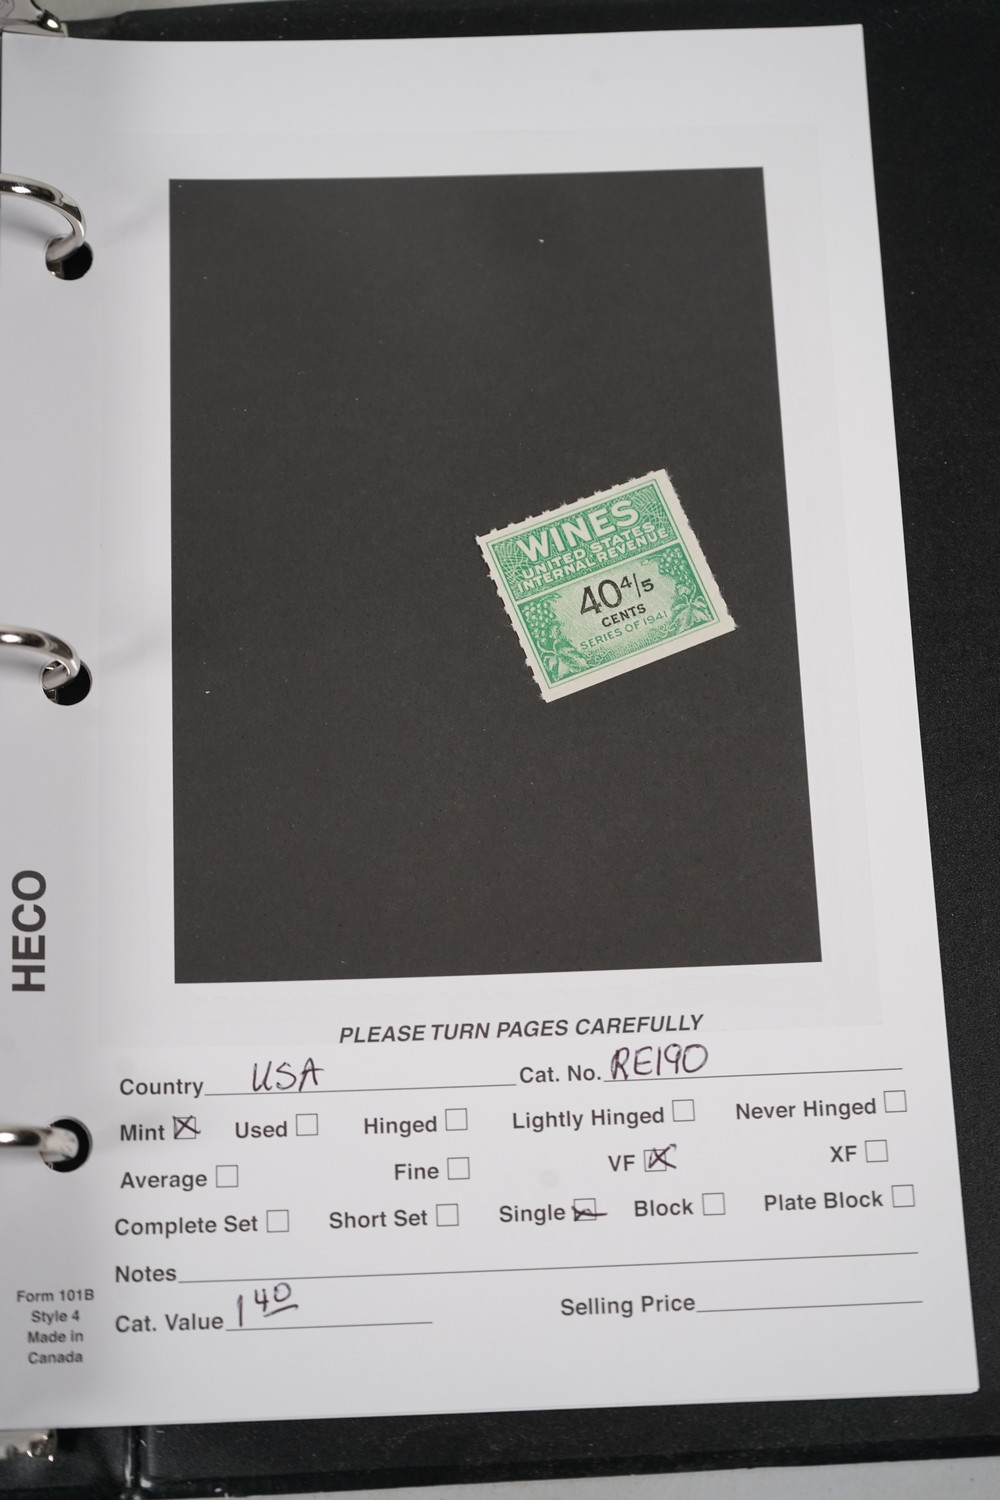 WINES
UNITED STATES
INTERNAL REVENUE
40 4/5
CENTS
SERIES OF 1941
HECO
PLEASE TURN PAGES CAREFULLY
Country USA Cat. No. RE190
Mint Used Hinged Lightly Hinged Never Hinged
Average Fine VF XF
Complete Set Short Set Single Block Plate Block
Notes
Cat. Value 1 40 Selling Price
Form 101B
Style 4
Made in
Canada